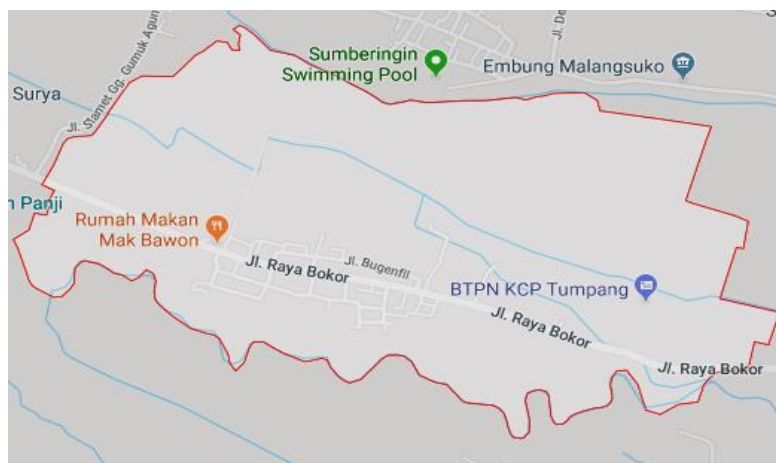 Sumberingin
Swimming Pool
Embung Malangsuko
Jl. Slamet Gg. Gumuk Agun
Surya
Panji
Rumah Makan
Mak Bawon
Jl. Bugenfil
Jl. Raya Bokor
BTPN KCP Tumpang
Jl. Raya Bokor
Jl. Raya Bokor